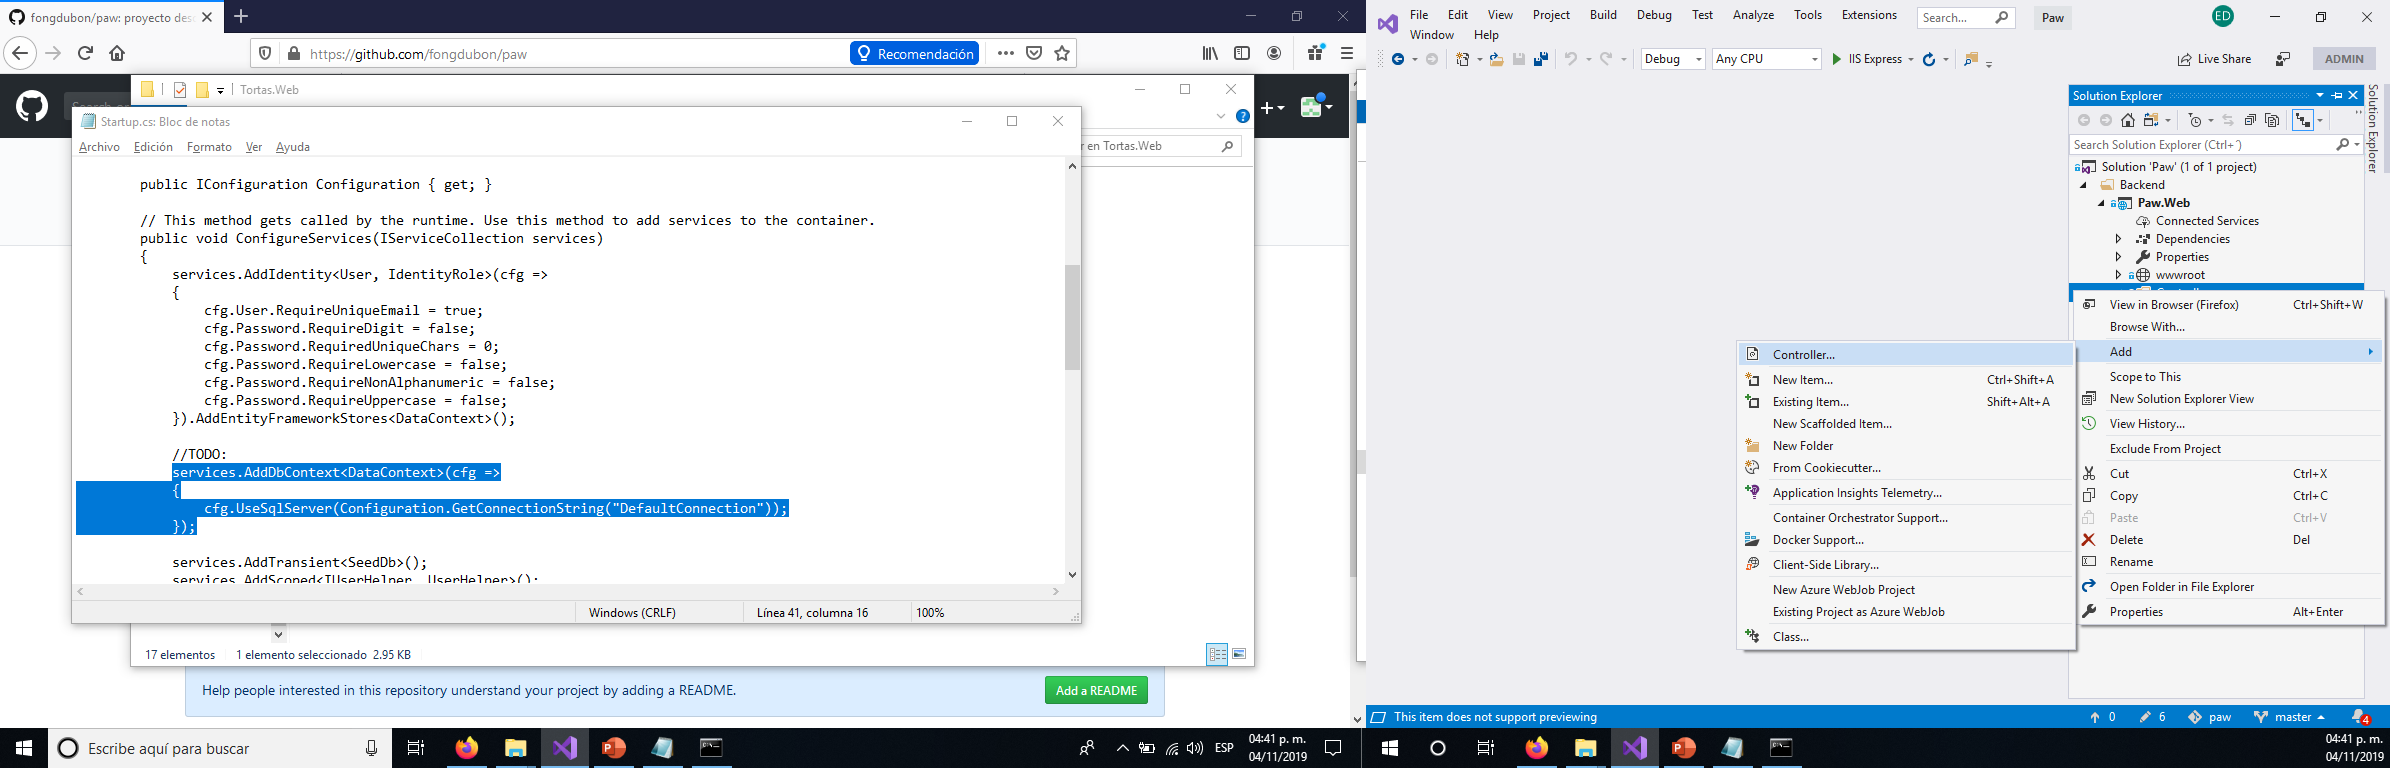 fongdubon/paw: proyecto desc
https://github.com/fongdubon/paw
Recomendación
Tortas.Web
Startup.cs: Bloc de notas
Archivo Edición Formato Ver Ayuda
r en Tortas.Web
public IConfiguration Configuration { get; }
// This method gets called by the runtime. Use this method to add services to the container.
public void ConfigureServices(IServiceCollection services)
{
services.AddIdentity<User, IdentityRole>(cfg =>
{
cfg.User.RequireUniqueEmail = true;
cfg.Password.RequireDigit = false;
cfg.Password.RequiredUniqueChars = 0;
cfg.Password.RequireLowercase = false;
cfg.Password.RequireNonAlphanumeric = false;
cfg.Password.RequireUppercase = false;
}).AddEntityFrameworkStores<DataContext>();
//TODO:
services.AddDbContext<DataContext>(cfg =>
{
cfg.UseSqlServer(Configuration.GetConnectionString("DefaultConnection"));
});
services.AddTransient<SeedDb>();
services.AddScoped<IUserHelper, UserHelper>();
Windows (CRLF) Línea 41, columna 16 100%
17 elementos 1 elemento seleccionado 2.95 KB
Help people interested in this repository understand your project by adding a README.
Add a README
Escribe aquí para buscar
ESP
04:41 p. m.
04/11/2019
File Edit View Project Build Debug Test Analyze Tools Extensions
Window Help
Search...
Paw
ED
Debug Any CPU IIS Express Live Share ADMIN
Solution Explorer
Search Solution Explorer (Ctrl+´)
Solution Explorer
Solution 'Paw' (1 of 1 project)
Backend
Paw.Web
Connected Services
Dependencies
Properties
wwwroot
View in Browser (Firefox) Ctrl+Shift+W
Browse With...
Add
Scope to This
New Solution Explorer View
View History...
Exclude From Project
Cut Ctrl+X
Copy Ctrl+C
Paste Ctrl+V
Delete Del
Rename
Open Folder in File Explorer
Properties Alt+Enter
Controller...
New Item... Ctrl+Shift+A
Existing Item... Shift+Alt+A
New Scaffolded Item...
New Folder
From Cookiecutter...
Application Insights Telemetry...
Container Orchestrator Support...
Docker Support...
Client-Side Library...
New Azure WebJob Project
Existing Project as Azure WebJob
Class...
This item does not support previewing
0 6 paw master 4
04:41 p. m.
04/11/2019